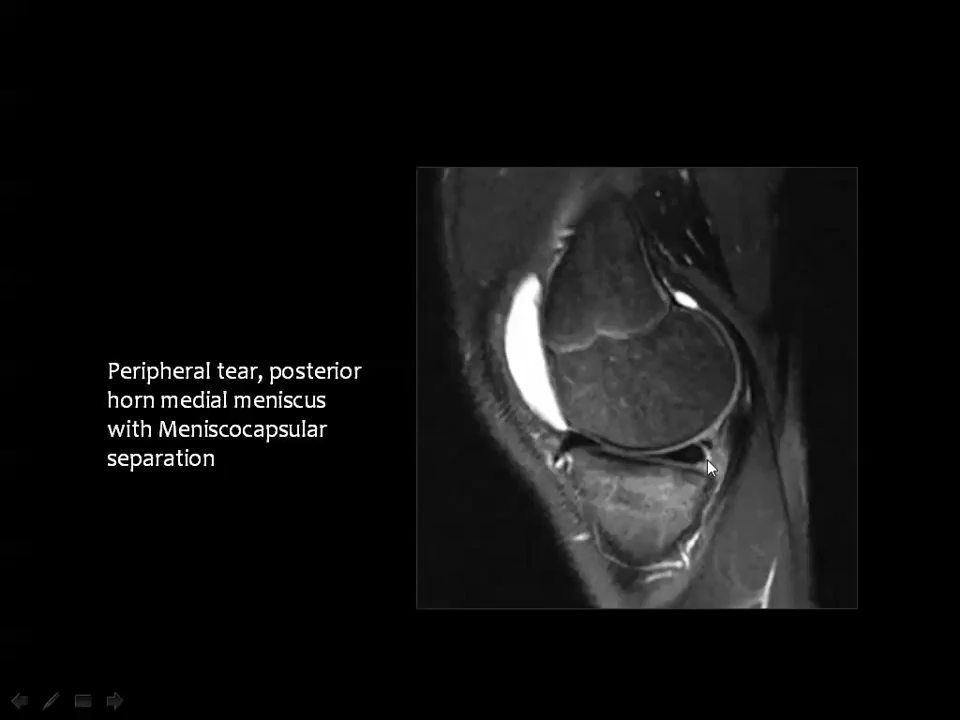 Peripheral tear, posterior
horn medial meniscus
with Meniscocapsular
separation